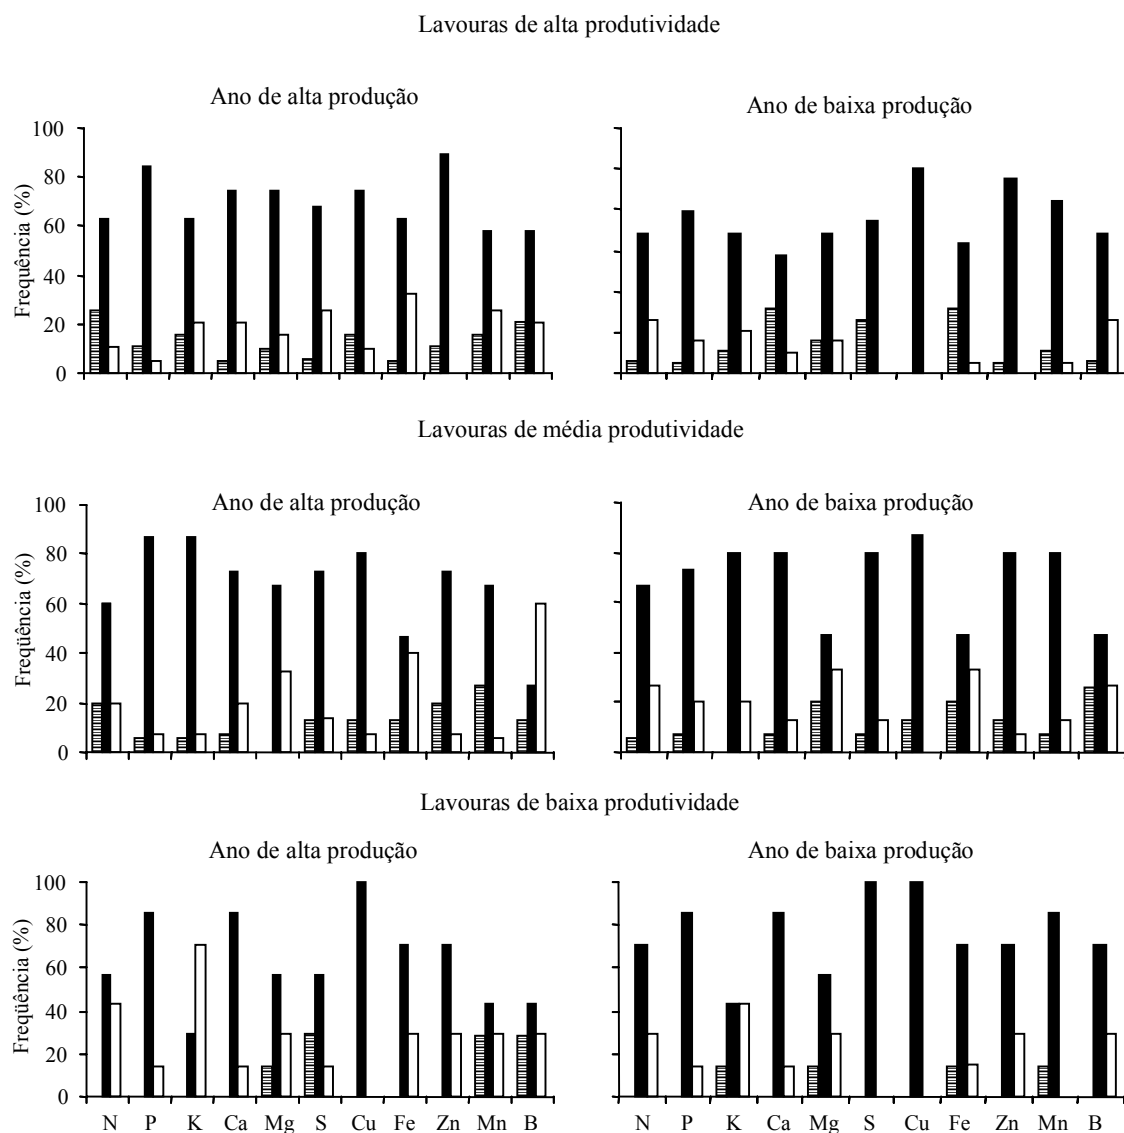 Lavouras de alta produtividade
Ano de alta produção
Ano de baixa produção
Frequência (%)
100
80
60
40
20
0
Lavouras de média produtividade
Ano de alta produção
Ano de baixa produção
Freqüência (%)
100
80
60
40
20
0
Lavouras de baixa produtividade
Ano de alta produção
Ano de baixa produção
Freqüência (%)
100
80
60
40
20
0
N P K Ca Mg S Cu Fe Zn Mn B
N P K Ca Mg S Cu Fe Zn Mn B